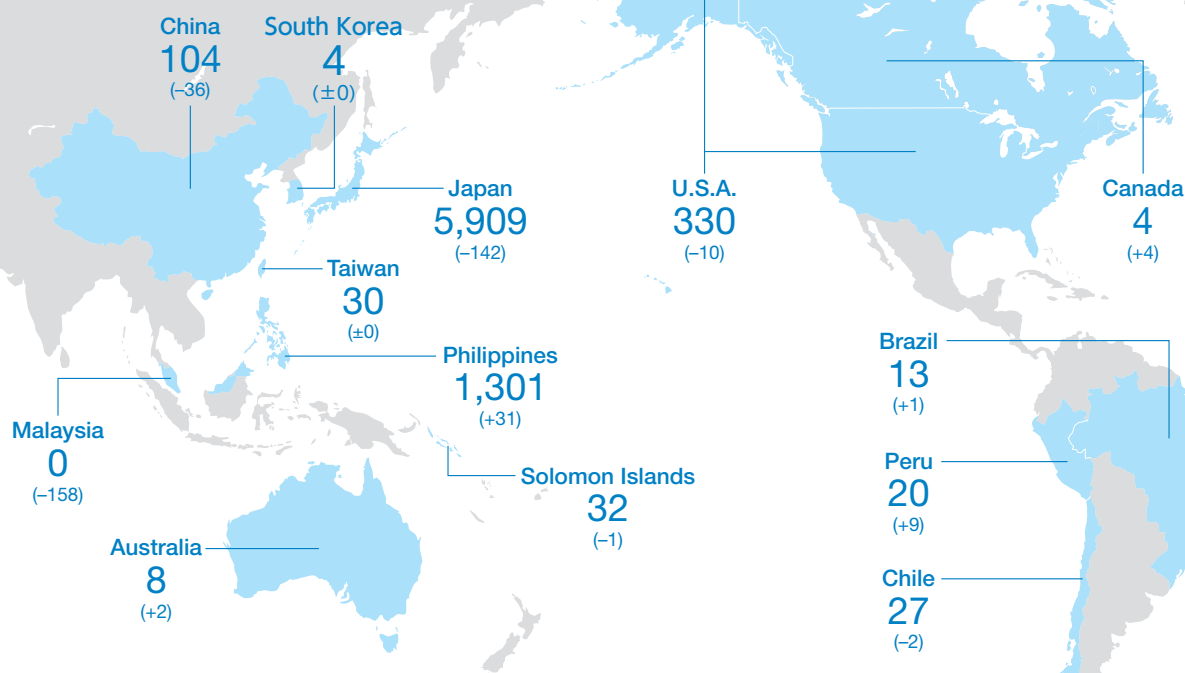 China
104
(–36)
South Korea
4
(±0)
Japan
5,909
(–142)
U.S.A.
330
(–10)
Canada
4
(+4)
Taiwan
30
(±0)
Philippines
1,301
(+31)
Brazil
13
(+1)
Malaysia
0
(–158)
Solomon Islands
32
(–1)
Peru
20
(+9)
Australia
8
(+2)
Chile
27
(–2)